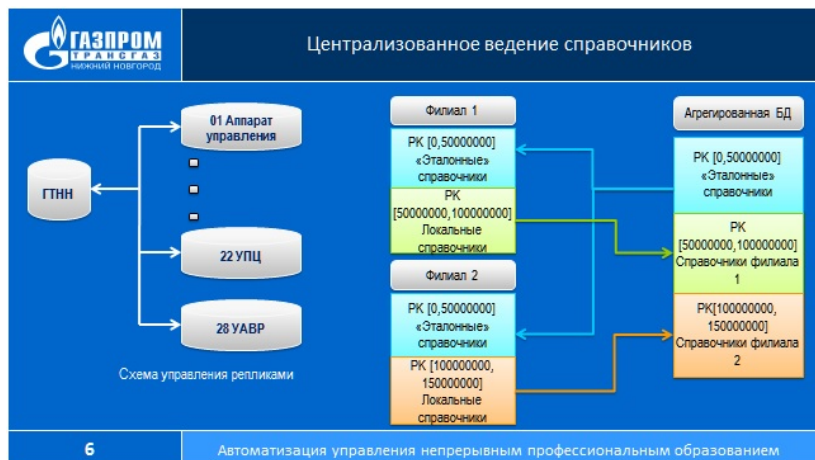 ГАЗПРОМ
ТРАНСГАЗ
НИЖНИЙ НОВГОРОД
Централизованное ведение справочников
ГТНН
01 Аппарат
управления
22 УПЦ
28 УАВР
Схема управления репликами
Филиал 1
РК [0,50000000]
«Эталонные»
справочники
РК
[50000000,100000000]
Локальные
справочники
Филиал 2
РК [0,50000000]
«Эталонные»
справочники
РК [100000000,
150000000]
Локальные
справочники
Агрегированная БД
РК [0,50000000]
«Эталонные»
справочники
РК
[50000000,100000000]
Справочники филиала
1
РК[100000000,
150000000]
Справочники филиала
2
6
Автоматизация управления непрерывным профессиональным образованием